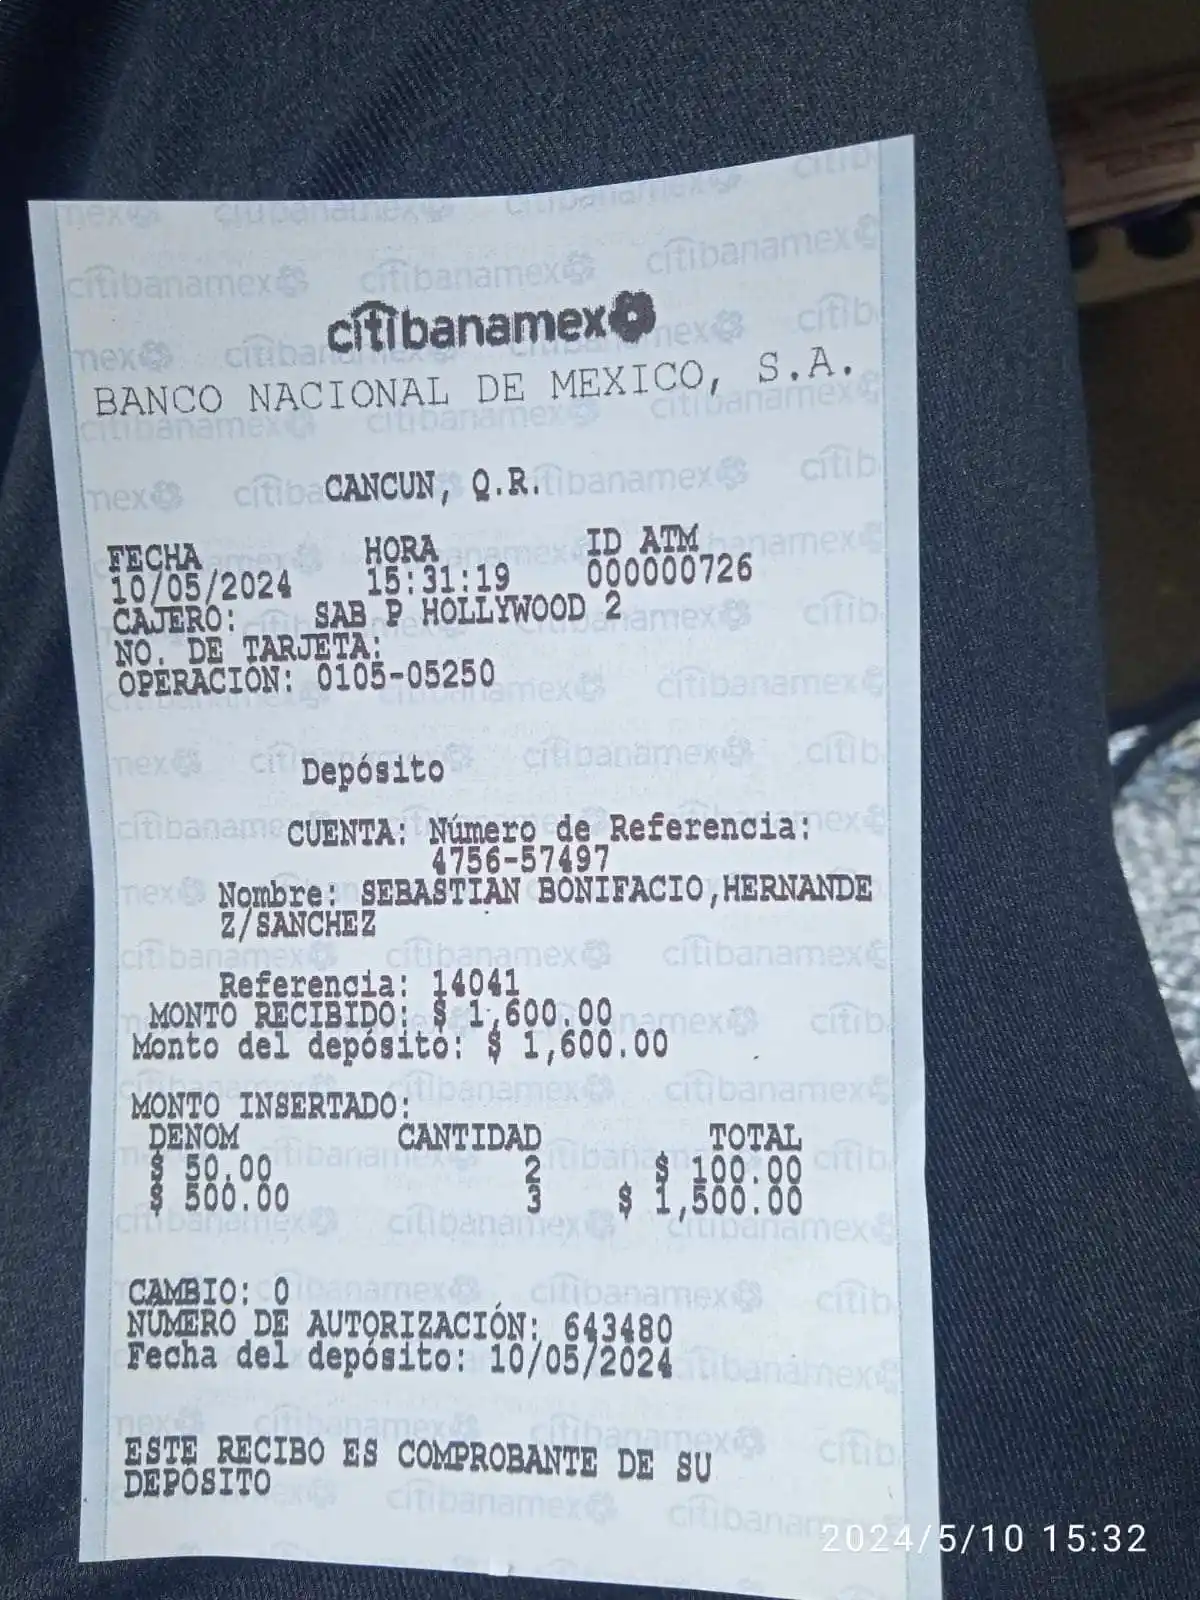 citibanamex
BANCO NACIONAL DE MEXICO, S.A.
CANCUN, Q.R.
FECHA HORA ID ATM
10/05/2024 15:31:19 000000726
CAJERO: SAB P HOLLYWOOD 2
NO. DE TARJETA:
OPERACION: 0105-05250
Depósito
CUENTA: Número de Referencia:
4756-57497
Nombre: SEBASTIAN BONIFACIO,HERNANDE
Z/SANCHEZ
Referencia: 14041
MONTO RECIBIDO: $ 1,600.00
Monto del depósito: $ 1,600.00
MONTO INSERTADO:
DENOM CANTIDAD TOTAL
$ 50.00 2 $ 100.00
$ 500.00 3 $ 1,500.00
CAMBIO: 0
NÚMERO DE AUTORIZACIÓN: 643480
Fecha del depósito: 10/05/2024
ESTE RECIBO ES COMPROBANTE DE SU
DEPÓSITO
2024/5/10 15:32